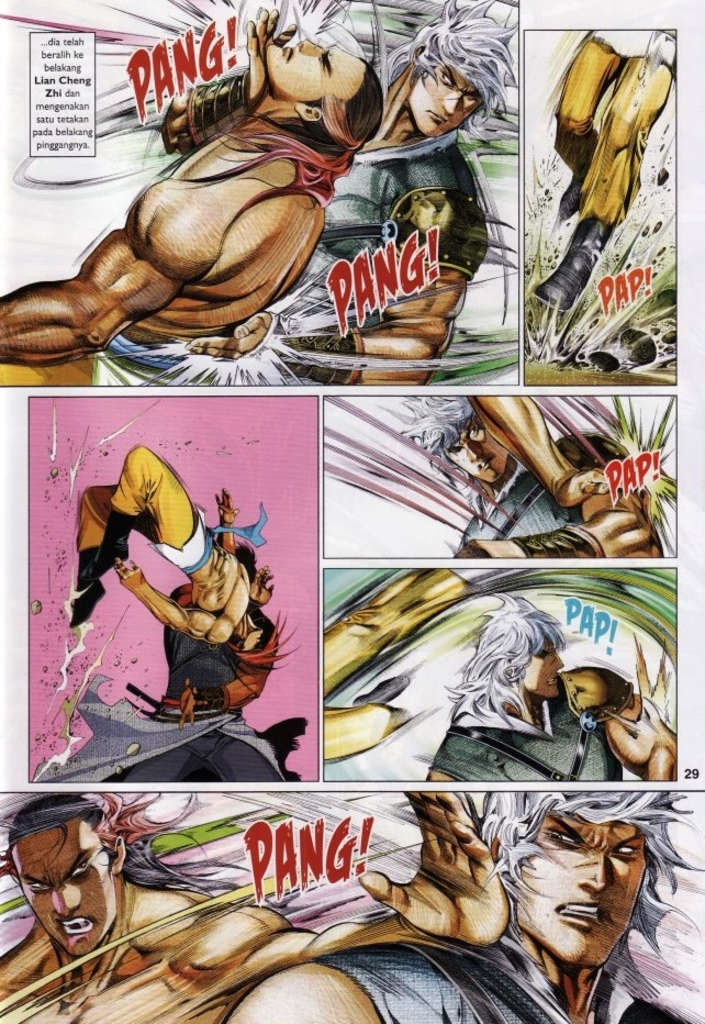 ...dia telah
beralih ke
belakang
Lian Cheng
Zhi dan
mengenakan
satu tetakan
pada belakang
pinggangnya.
PANG!
PANG!
PAP!
PAP!
PAP!
29
PANG!